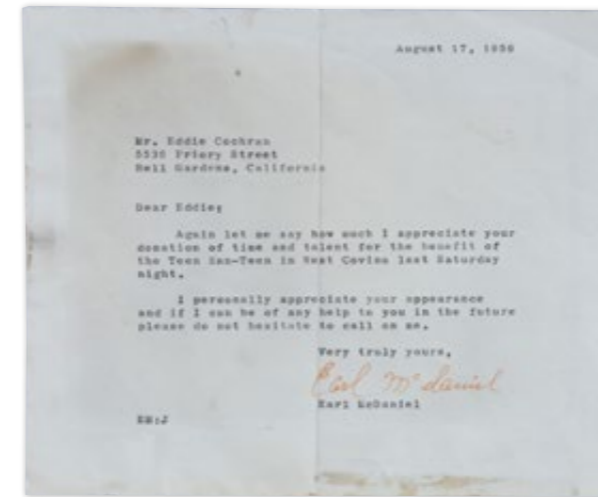 August 17, 1956
Mr. Eddie Cochran
5530 Priory Street
Bell Gardens, California
Dear Eddie;
Again let me say how much I appreciate your
donation of time and talent for the benefit of
the Teen Can-Teen in West Covina last Saturday
night.
I personally appreciate your appearance
and if I can be of any help to you in the future
please do not hesitate to call on me.
Very truly yours,
Earl McDaniel
Earl McDaniel
EM:J